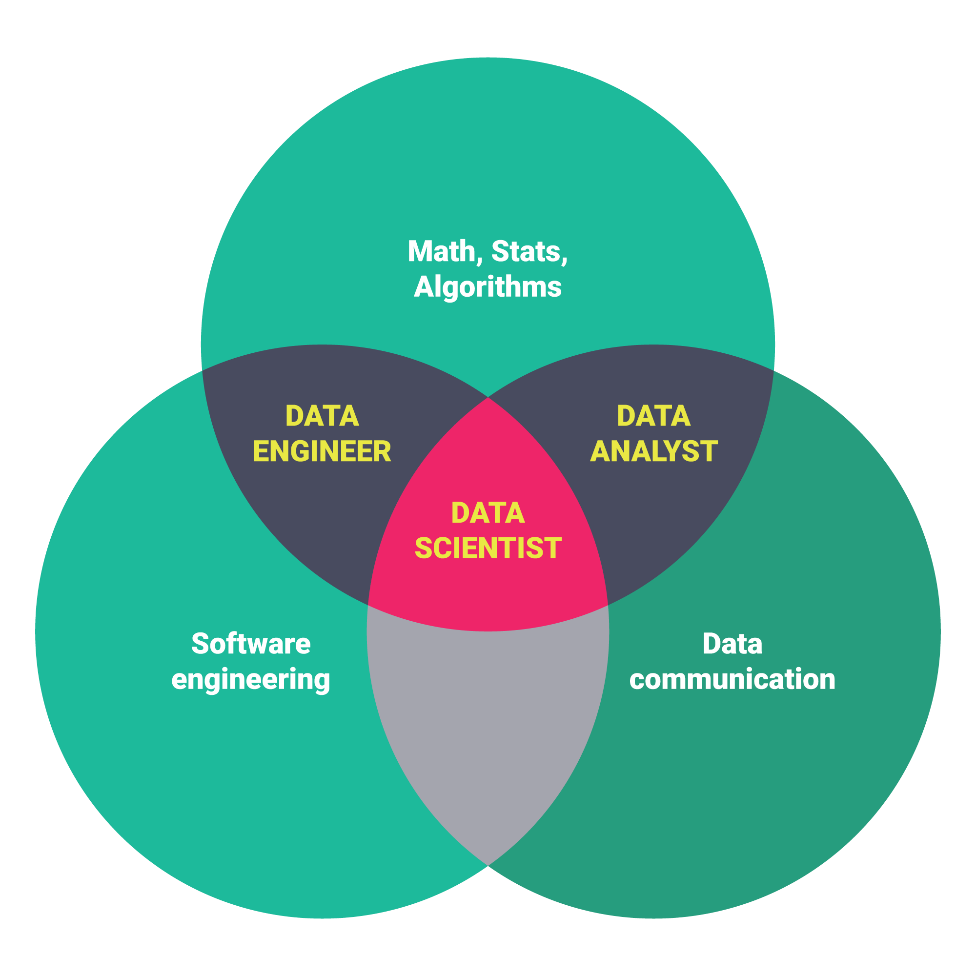 Math, Stats,
Algorithms
DATA
ENGINEER
DATA
ANALYST
DATA
SCIENTIST
Software
engineering
Data
communication